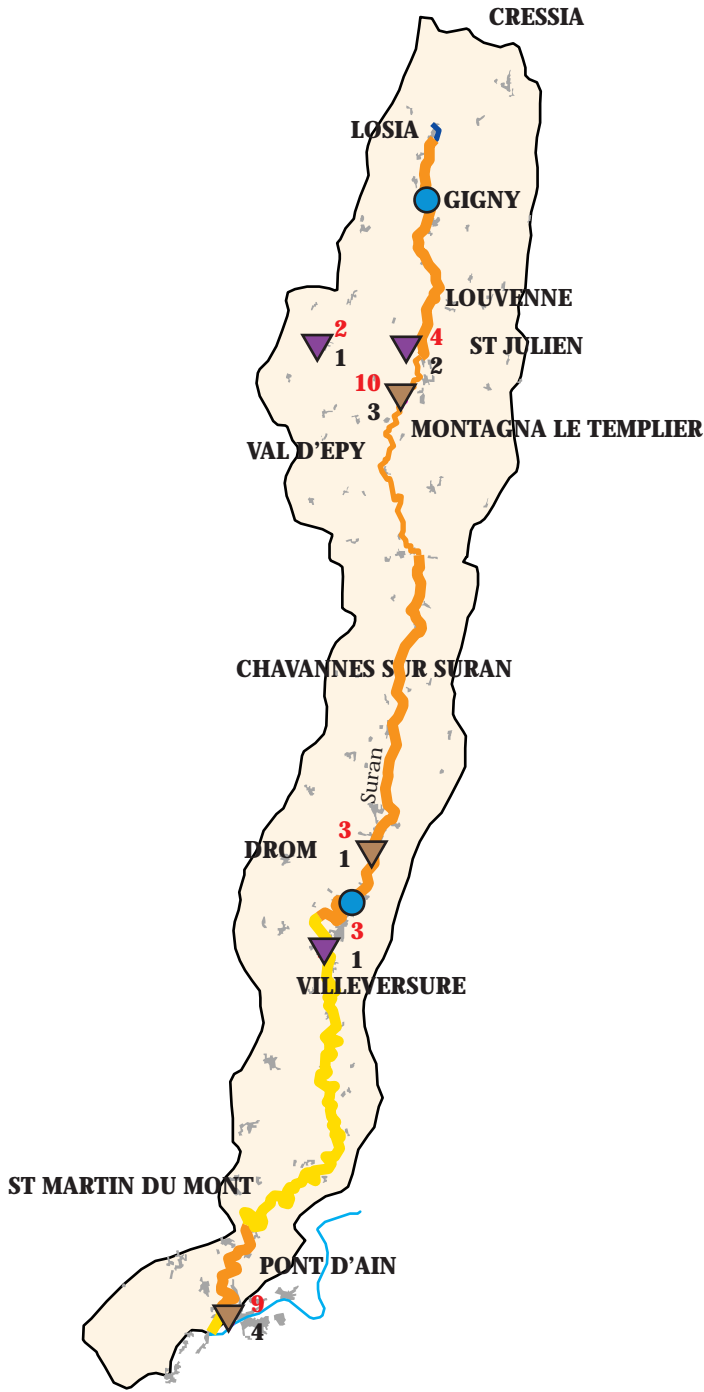 CRESSIA
LOSIA
GIGNY
LOUVENNE
2
1
4
2
ST JULIEN
10
3
MONTAGNA LE TEMPLIER
VAL D'EPY
CHAVANNES SUR SURAN
Suran
3
1
DROM
3
1
VILLEVERSURE
ST MARTIN DU MONT
PONT D'AIN
9
4